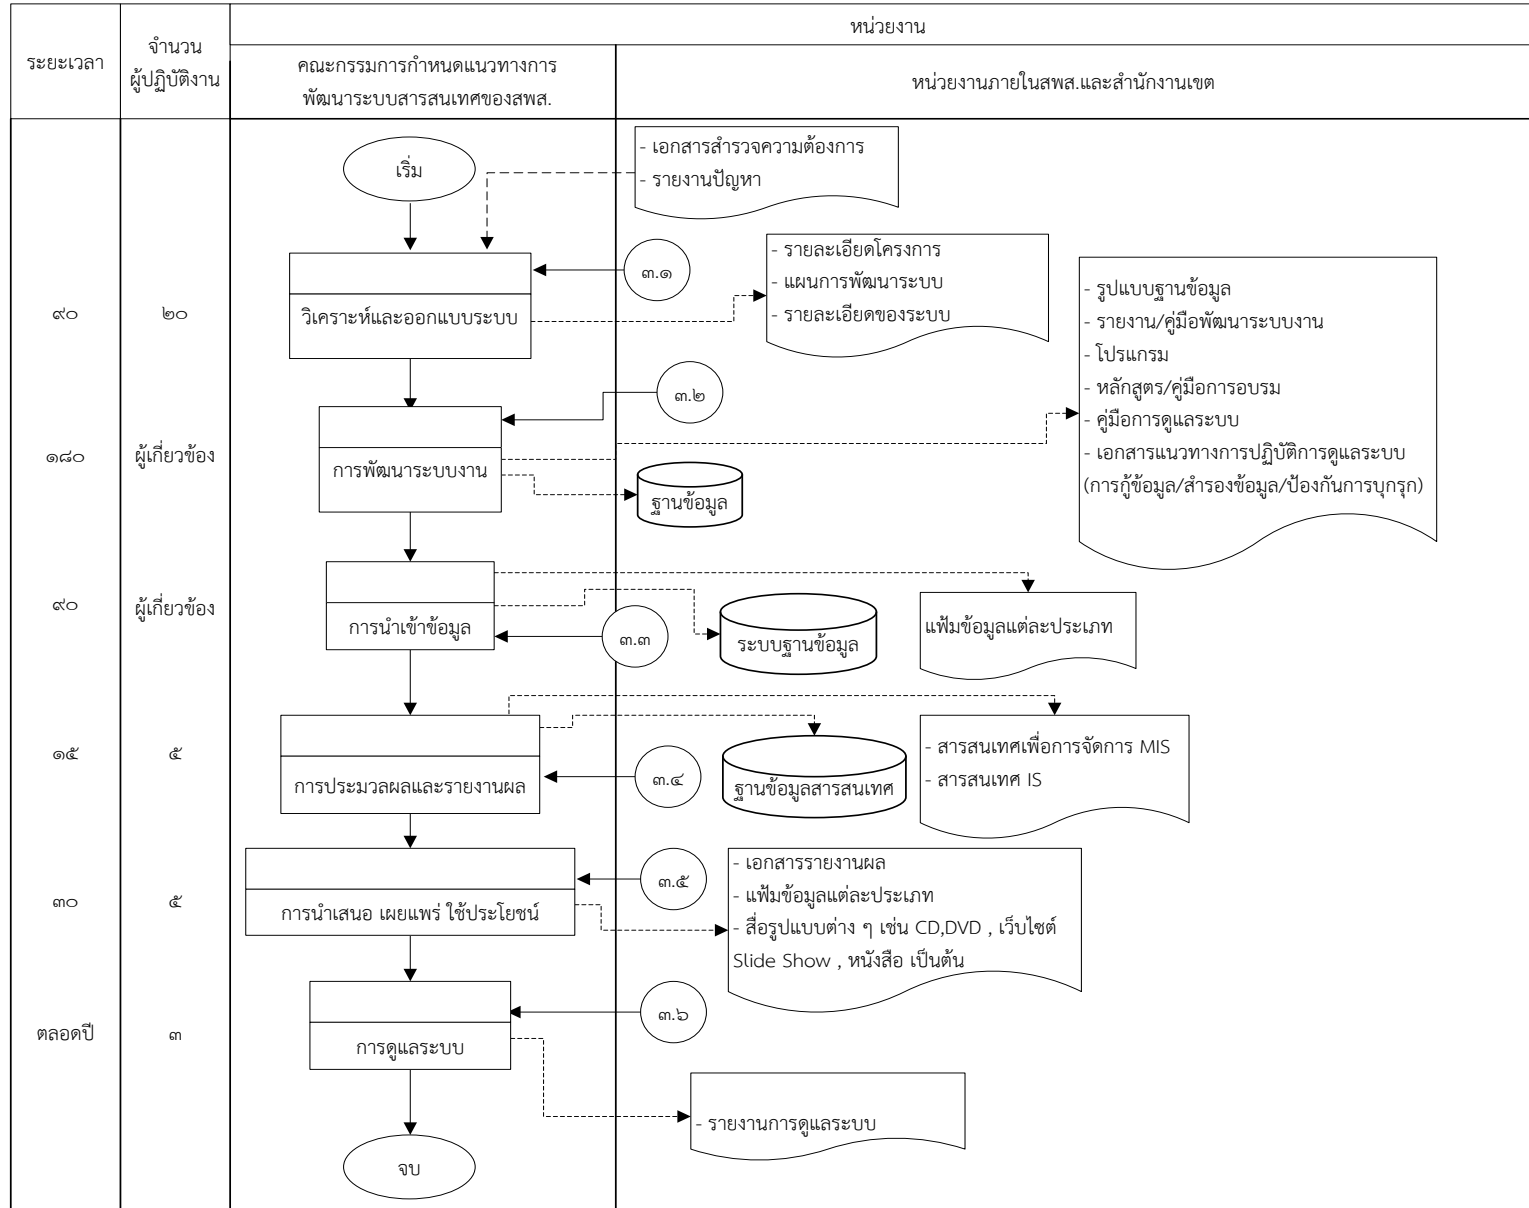 หน่วยงาน
ระยะเวลา
จำนวน
ผู้ปฏิบัติงาน
คณะกรรมการกำหนดแนวทางการ
พัฒนาระบบสารสนเทศของสพส.
หน่วยงานภายในสพส.และสำนักงานเขต
เริ่ม
- เอกสารสำรวจความต้องการ
- รายงานปัญหา
๓.๑
- รายละเอียดโครงการ
- แผนการพัฒนาระบบ
- รายละเอียดของระบบ
๙๐
๒๐
วิเคราะห์และออกแบบระบบ
- รูปแบบฐานข้อมูล
- รายงาน/คู่มือพัฒนาระบบงาน
- โปรแกรม
- หลักสูตร/คู่มือการอบรม
- คู่มือการดูแลระบบ
- เอกสารแนวทางการปฏิบัติการดูแลระบบ
(การกู้ข้อมูล/สำรองข้อมูล/ป้องกันการบุกรุก)
๓.๒
๑๘๐
ผู้เกี่ยวข้อง
การพัฒนาระบบงาน
ฐานข้อมูล
๙๐
ผู้เกี่ยวข้อง
การนำเข้าข้อมูล
๓.๓
ระบบฐานข้อมูล
แฟ้มข้อมูลแต่ละประเภท
๑๕
๕
การประมวลผลและรายงานผล
๓.๔
ฐานข้อมูลสารสนเทศ
- สารสนเทศเพื่อการจัดการ MIS
- สารสนเทศ IS
๓๐
๕
การนำเสนอ เผยแพร่ ใช้ประโยชน์
๓.๕
- เอกสารรายงานผล
- แฟ้มข้อมูลแต่ละประเภท
- สื่อรูปแบบต่าง ๆ เช่น CD,DVD , เว็บไซต์
Slide Show , หนังสือ เป็นต้น
ตลอดปี
๓
การดูแลระบบ
๓.๖
- รายงานการดูแลระบบ
จบ